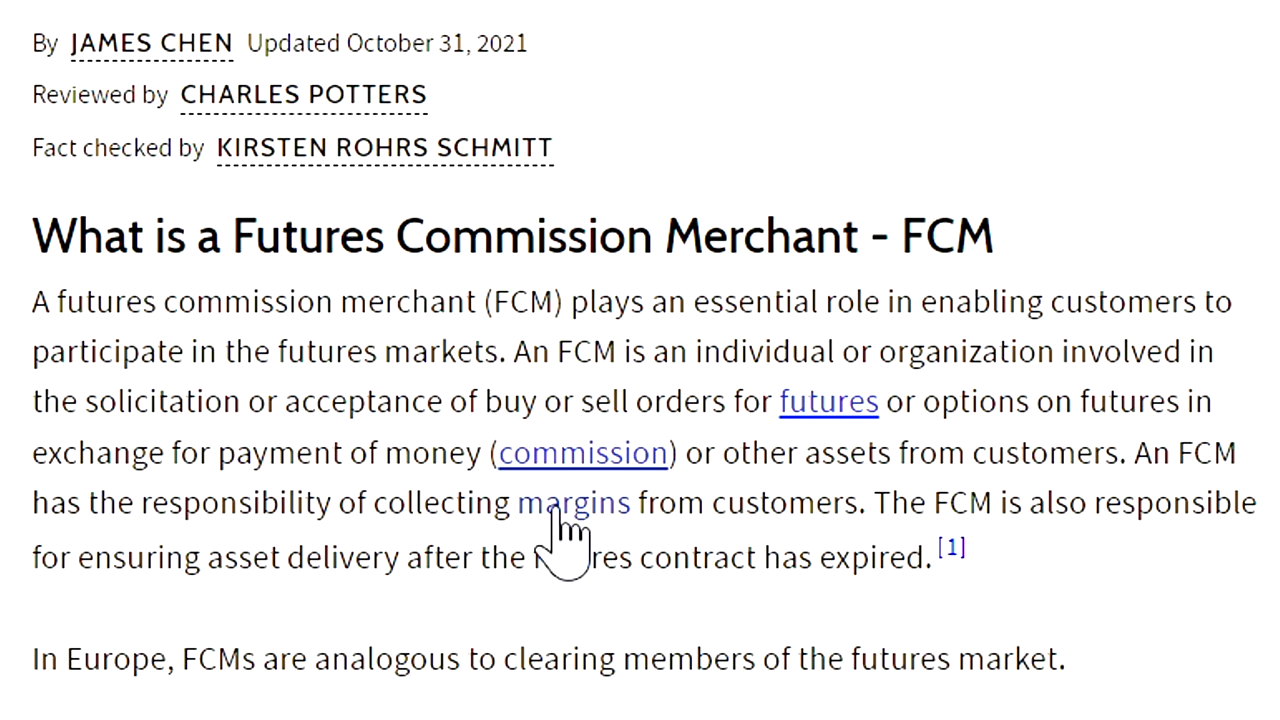 By JAMES CHEN Updated October 31, 2021
Reviewed by CHARLES POTTERS
Fact checked by KIRSTEN ROHRS SCHMITT
What is a Futures Commission Merchant - FCM
A futures commission merchant (FCM) plays an essential role in enabling customers to
participate in the futures markets. An FCM is an individual or organization involved in
the solicitation or acceptance of buy or sell orders for futures or options on futures in
exchange for payment of money (commission) or other assets from customers. An FCM
has the responsibility of collecting margins from customers. The FCM is also responsible
for ensuring asset delivery after the futures contract has expired.[1]
In Europe, FCMs are analogous to clearing members of the futures market.